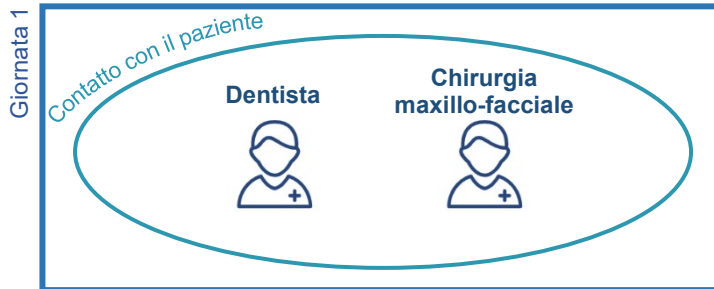 Giornata 1
Contatto con il paziente
Dentista
Chirurgia
maxillo-facciale